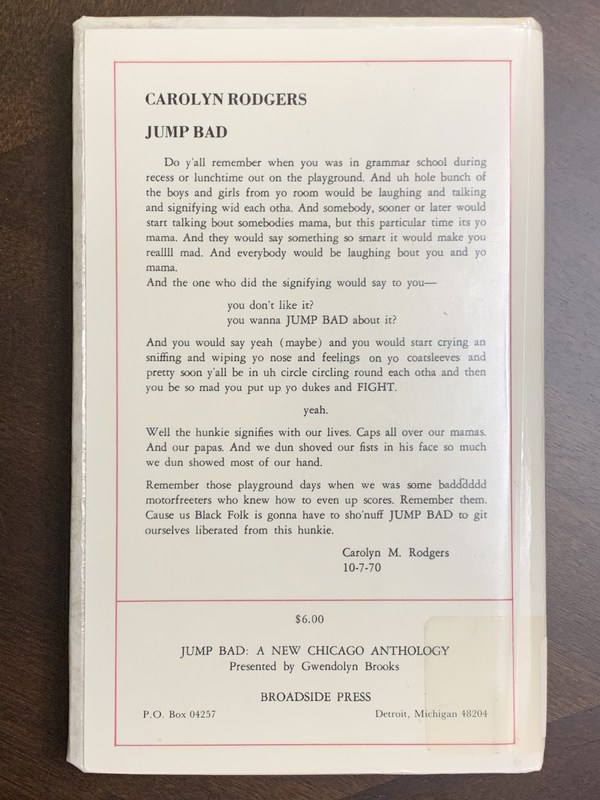 CAROLYN RODGERS
JUMP BAD
Do y'all remember when you was in grammar school during
recess or lunchtime out on the playground. And uh hole bunch of
the boys and girls from yo room would be laughing and talking
and signifying wid each otha. And somebody, sooner or later would
start talking bout somebodies mama, but this particular time its yo
mama. And they would say something so smart it would make you
reallll mad. And everybody would be laughing bout you and yo
mama.
And the one who did the signifying would say to you—
you don't like it?
you wanna JUMP BAD about it?
And you would say yeah (maybe) and you would start crying an
sniffing and wiping yo nose and feelings on yo coatsleeves and
pretty soon y'all be in uh circle circling round each otha and then
you be so mad you put up yo dukes and FIGHT.
yeah.
Well the hunkie signifies with our lives. Caps all over our mamas.
And our papas. And we dun shoved our fists in his face so much
we dun showed most of our hand.
Remember those playground days when we was some badddddd
motorfreeters who knew how to even up scores. Remember them.
Cause us Black Folk is gonna have to sho'nuff JUMP BAD to git
ourselves liberated from this hunkie.
Carolyn M. Rodgers
10-7-70
$6.00
JUMP BAD: A NEW CHICAGO ANTHOLOGY
Presented by Gwendolyn Brooks
BROADSIDE PRESS
P.O. Box 04257 Detroit, Michigan 48204